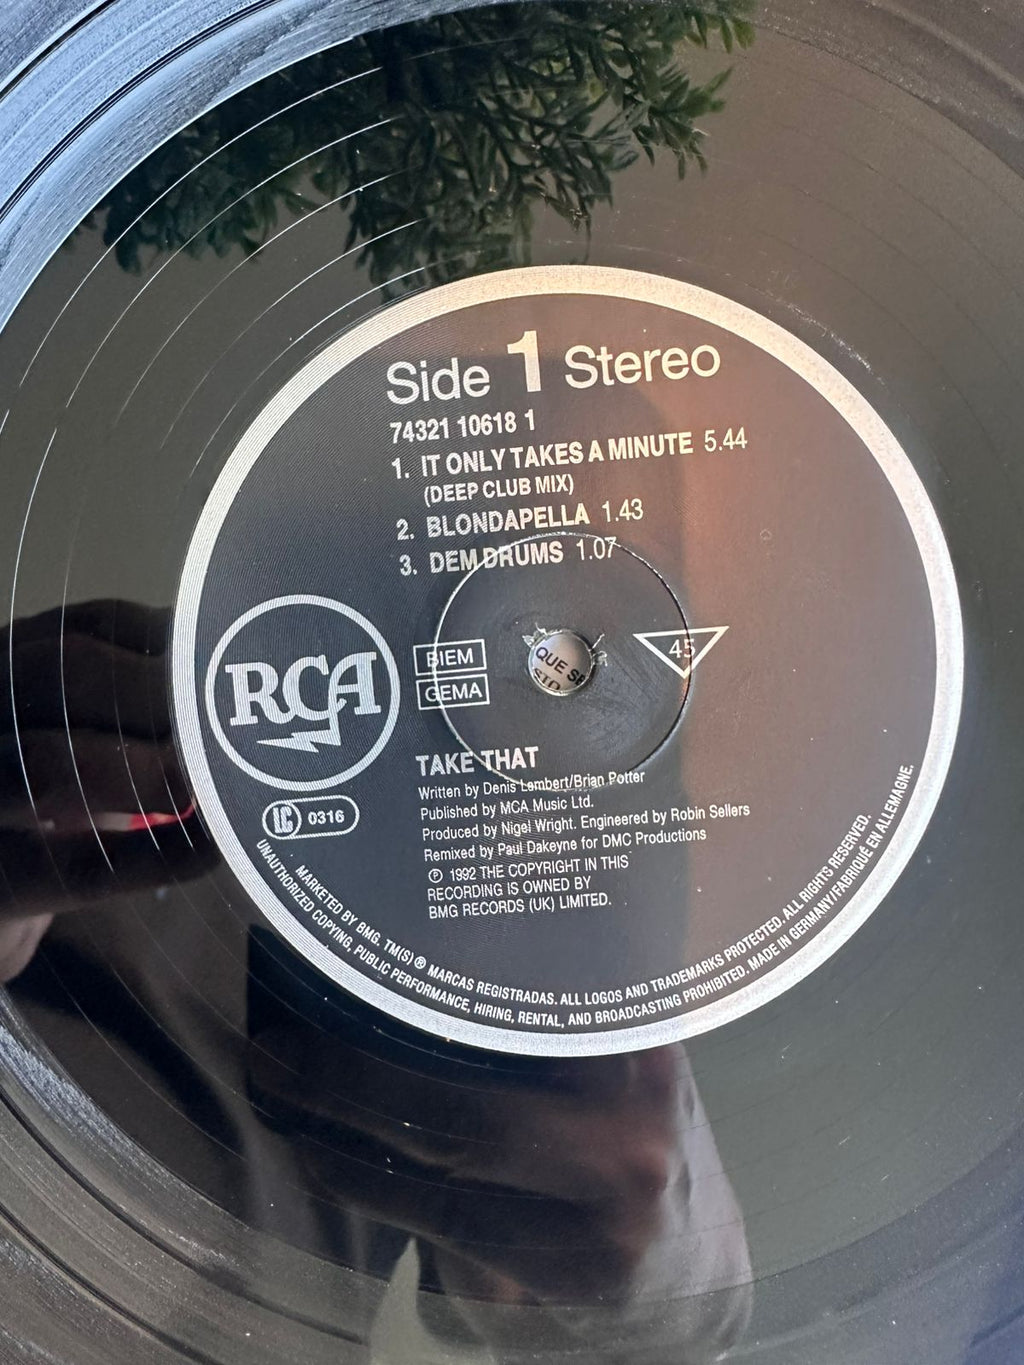 Side 1 Stereo
74321 10618 1
1. IT ONLY TAKES A MINUTE 5.44
(DEEP CLUB MIX)
2. BLONDAPELLA 1.43
3. DEM DRUMS 1.07
RCA
BIEM
GEMA
45
QUE
LC 0316
TAKE THAT
Written by Denis Lambert/Brian Potter
Published by MCA Music Ltd.
Produced by Nigel Wright. Engineered by Robin Sellers
Remixed by Paul Dakeyne for DMC Productions
℗ 1992 THE COPYRIGHT IN THIS
RECORDING IS OWNED BY
BMG RECORDS (UK) LIMITED.
MARKETED BY BMG. TM(S) ® MARCAS REGISTRADAS. ALL LOGOS AND TRADEMARKS PROTECTED. ALL RIGHTS RESERVED.
UNAUTHORIZED COPYING, PUBLIC PERFORMANCE, HIRING, RENTAL, AND BROADCASTING PROHIBITED. MADE IN GERMANY/FABRIQUÉ EN ALLEMAGNE.